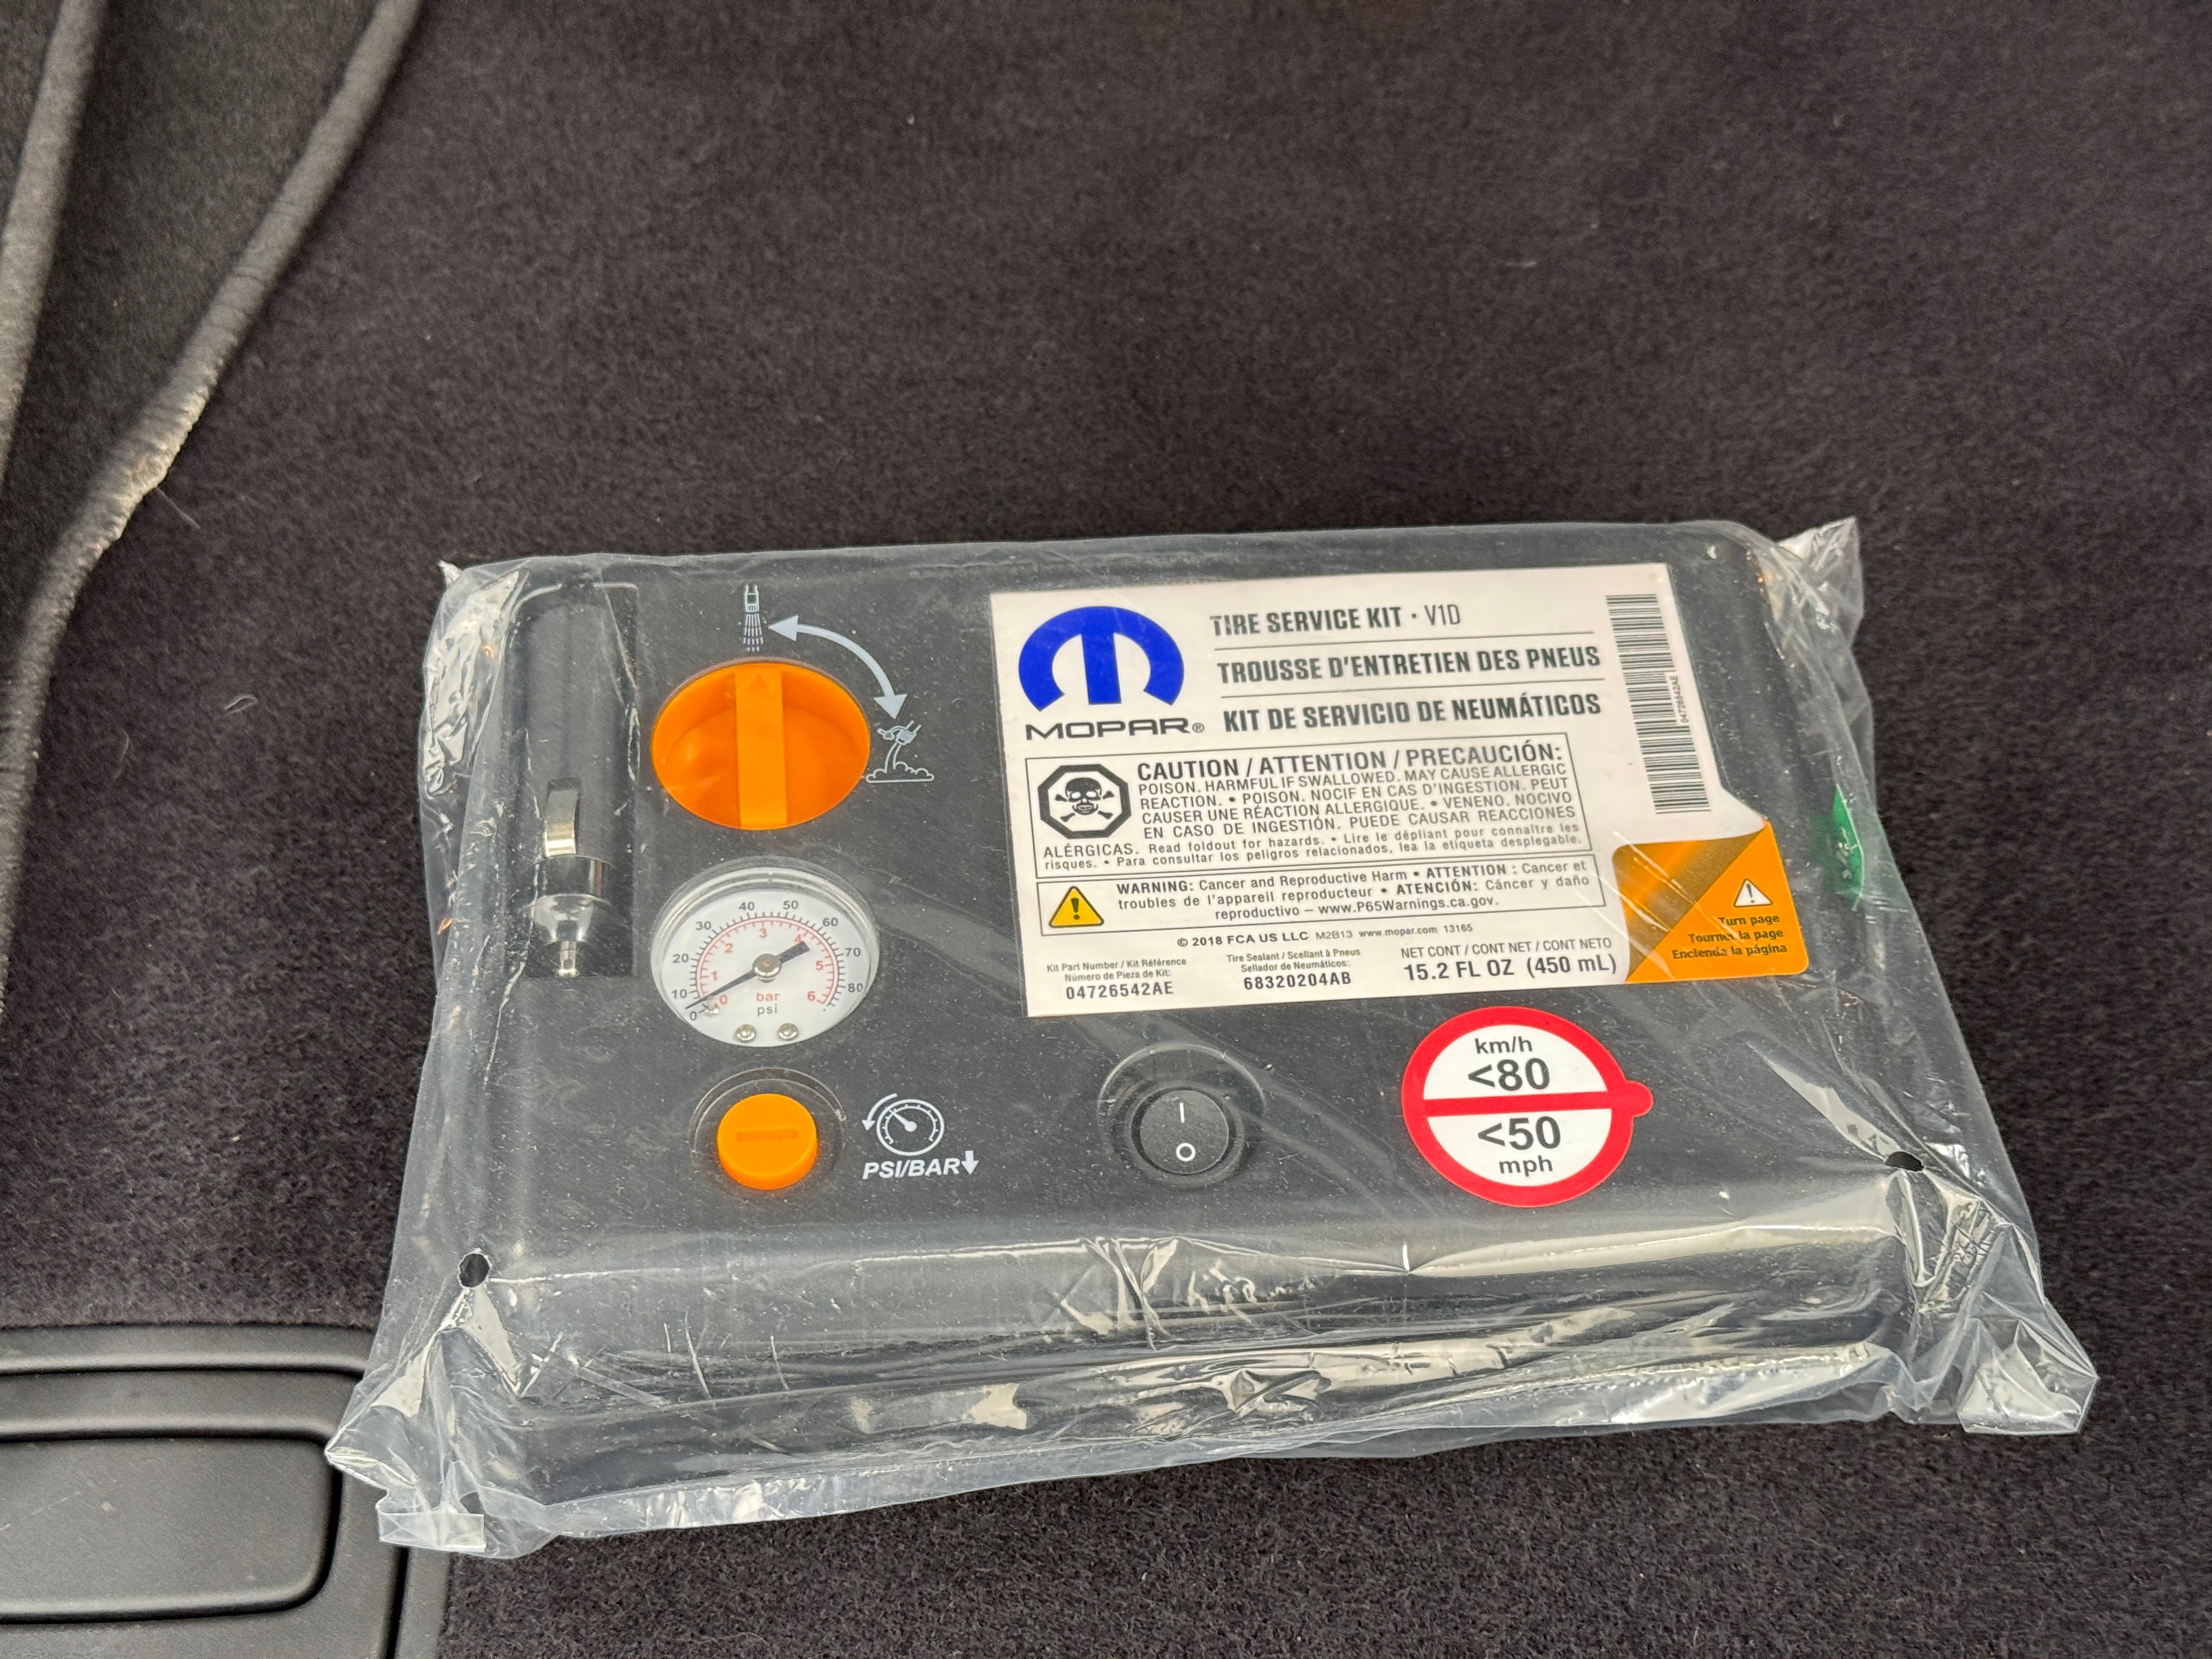 TIRE SERVICE KIT · V1D
TROUSSE D'ENTRETIEN DES PNEUS
KIT DE SERVICIO DE NEUMÁTICOS
MOPAR®
04726542AE
CAUTION / ATTENTION / PRECAUCIÓN:
POISON. HARMFUL IF SWALLOWED. MAY CAUSE ALLERGIC
REACTION. • POISON. NOCIF EN CAS D'INGESTION. PEUT
CAUSER UNE RÉACTION ALLERGIQUE. • VENENO. NOCIVO
EN CASO DE INGESTIÓN. PUEDE CAUSAR REACCIONES
ALÉRGICAS. Read foldout for hazards. • Lire le dépliant pour connaître les
risques. • Para consultar los peligros relacionados, lea la etiqueta desplegable.
WARNING: Cancer and Reproductive Harm • ATTENTION : Cancer et
troubles de l'appareil reproducteur • ATENCIÓN: Cáncer y daño
reproductivo – www.P65Warnings.ca.gov.
© 2018 FCA US LLC M2B13 www.mopar.com 13165
Kit Part Number / Kit Référence
Número de Pieza de Kit:
04726542AE
Tire Sealant / Scellant à Pneus
Sellador de Neumáticos:
68320204AB
NET CONT / CONT NET / CONT NETO
15.2 FL OZ (450 mL)
Turn page
Tournez la page
Encienda la página
0 10 20 30 40 50 60 70 80
0 1 2 3 4 5 6
bar
psi
PSI/BAR
I
O
km/h
<80
<50
mph